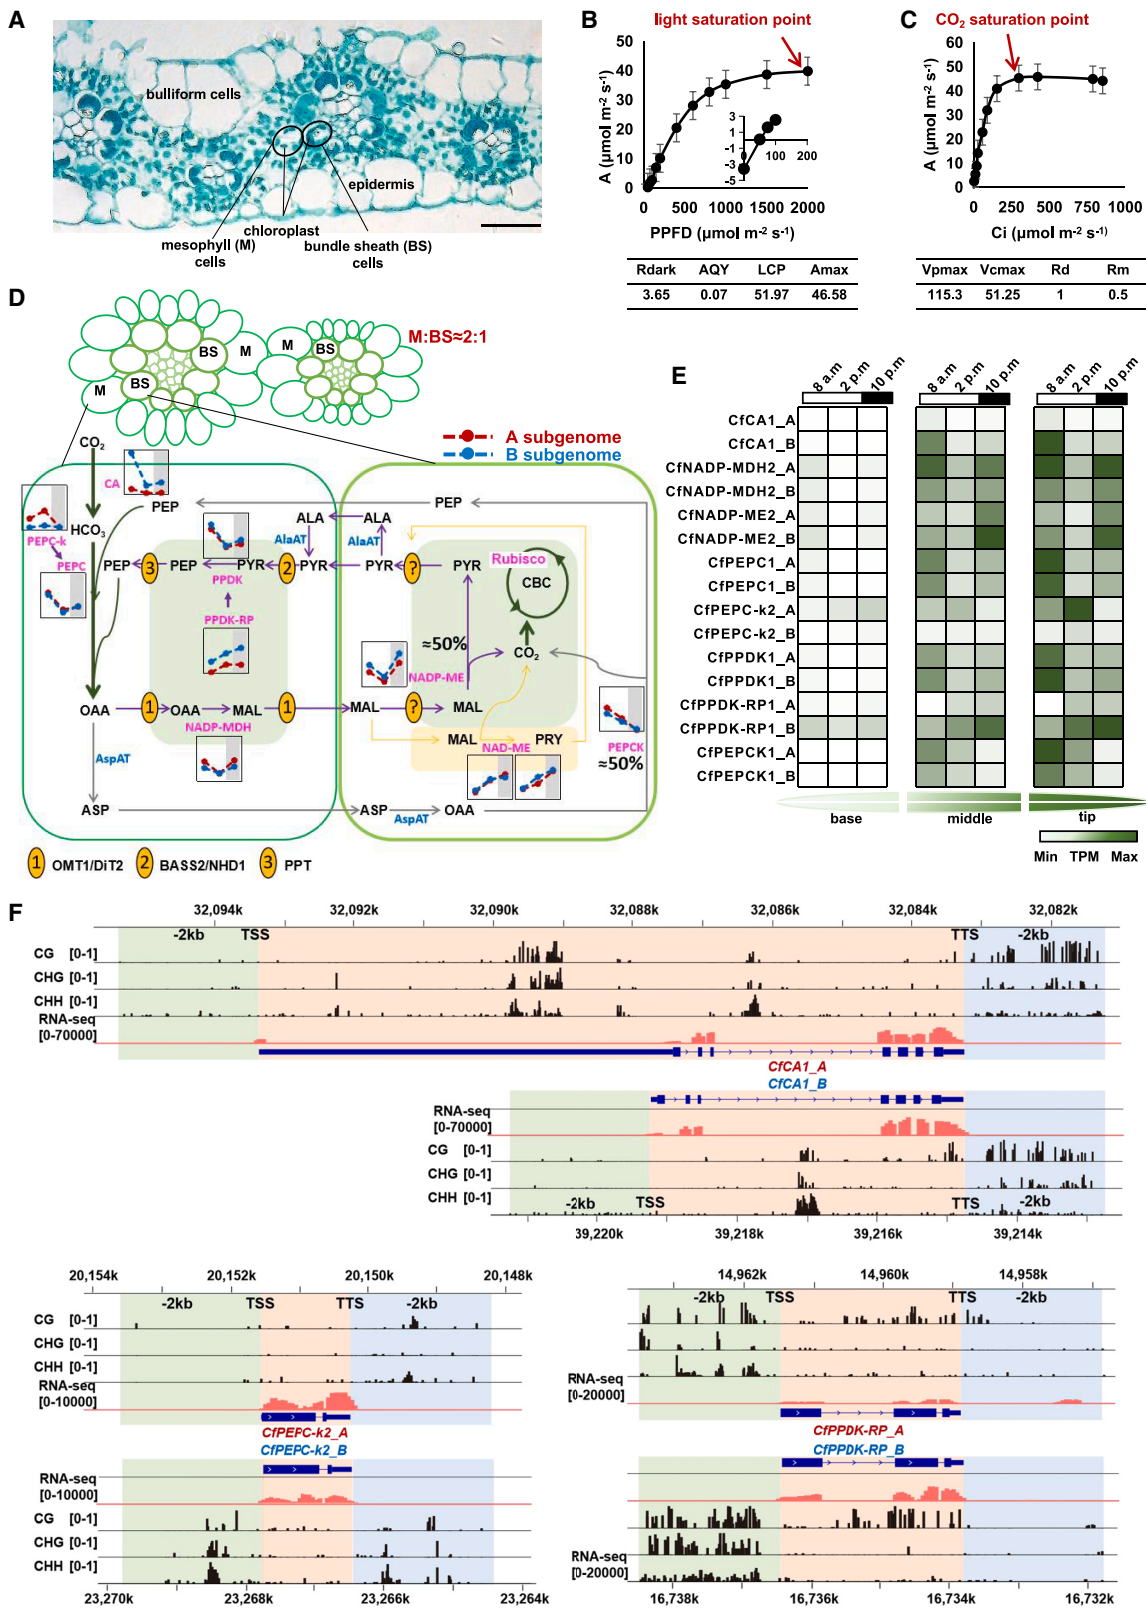 A
bulliform cells
epidermis
chloroplast
mesophyll (M)
cells
bundle sheath (BS)
cells
B
light saturation point
A (µmol m-2 s-1)
50
40
30
20
10
0
3
1
-1
-3
-5
100
200
0
500
1000
1500
2000
PPFD (µmol m-2 s-1)
Rdark AQY LCP Amax
3.65 0.07 51.97 46.58
C
CO2 saturation point
A (µmol m-2 s-1)
60
50
40
30
20
10
0
0 250 500 750 1000
Ci (µmol m-2 s-1)
Vpmax Vcmax Rd Rm
115.3 51.25 1 0.5
D
M:BS≈2:1
BS M BS
M BS
A subgenome
B subgenome
CO2
CA
PEP
PEP
HCO3
PEPC-k
PEPC
ALA ALA
AlaAT AlaAT
PEP 3 PEP PYR 2 PYR PYR ? PYR
PPDK
PPDK-RP
Rubisco
CBC
≈50%
CO2
NADP-ME
OAA 1 OAA MAL 1 MAL ? MAL
NADP-MDH
MAL PRY
NAD-ME
PEPCK
≈50%
AspAT
ASP ASP OAA
AspAT
1 OMT1/DiT2 2 BASS2/NHD1 3 PPT
E
8 a.m 2 p.m 10 p.m 8 a.m 2 p.m 10 p.m 8 a.m 2 p.m 10 p.m
CfCA1_A
CfCA1_B
CfNADP-MDH2_A
CfNADP-MDH2_B
CfNADP-ME2_A
CfNADP-ME2_B
CfPEPC1_A
CfPEPC1_B
CfPEPC-k2_A
CfPEPC-k2_B
CfPPDK1_A
CfPPDK1_B
CfPPDK-RP1_A
CfPPDK-RP1_B
CfPEPCK1_A
CfPEPCK1_B
base middle tip
Min TPM Max
F
32,094k 32,092k 32,090k 32,088k 32,086k 32,084k 32,082k
-2kb TSS TTS -2kb
CG [0-1]
CHG [0-1]
CHH [0-1]
RNA-seq
[0-70000]
CfCA1_A
CfCA1_B
RNA-seq
[0-70000]
CG [0-1]
CHG [0-1]
CHH [0-1]
-2kb TSS TTS -2kb
39,220k 39,218k 39,216k 39,214k
20,154k 20,152k 20,150k 20,148k
-2kb TSS TTS -2kb
CG [0-1]
CHG [0-1]
CHH [0-1]
RNA-seq
[0-10000]
CfPEPC-k2_A
CfPEPC-k2_B
RNA-seq
[0-10000]
CG [0-1]
CHG [0-1]
CHH [0-1]
23,270k 23,268k 23,266k 23,264k
14,962k 14,960k 14,958k
-2kb TSS TTS -2kb
RNA-seq
[0-20000]
CfPPDK-RP_A
CfPPDK-RP_B
RNA-seq
[0-20000]
16,738k 16,736k 16,734k 16,732k